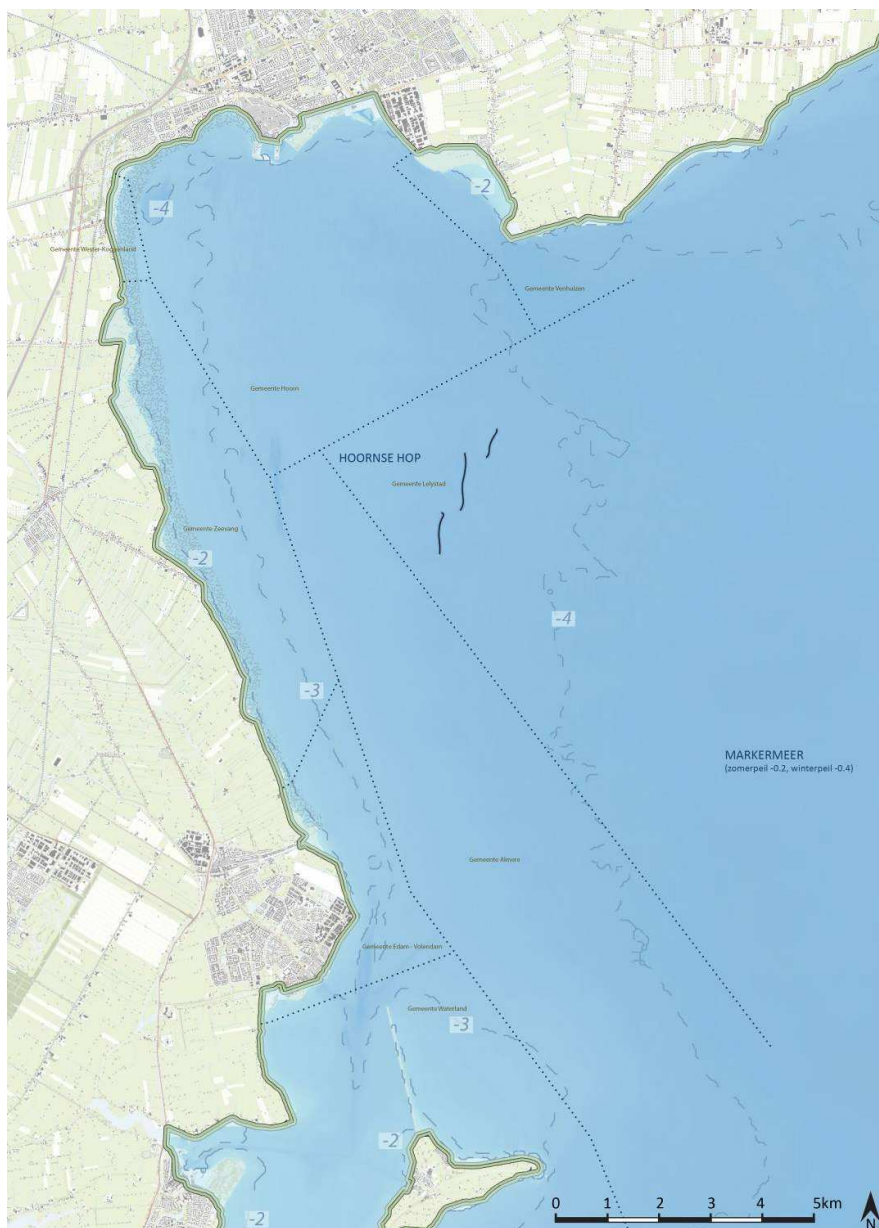 -2
-4
Gemeente Wester-Koggenland
Gemeente Venhuizen
Gemeente Hoorn
HOORNSE HOP
Gemeente Lelystad
Gemeente Zeevang
-2
-4
-3
MARKERMEER
(zomerpeil -0.2, winterpeil -0.4)
Gemeente Almere
Gemeente Edam - Volendam
Gemeente Waterland
-3
-2
-2
0 1 2 3 4 5km
N